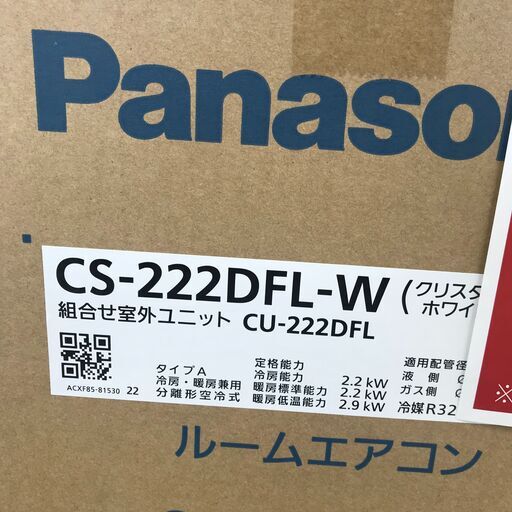 Panaso
CS-222DFL-W (クリスタ
ホワイ
組合せ室外ユニット CU-222DFL
タイプA
冷房・暖房兼用
分離形空冷式
定格能力
冷房能力 2.2 kW
暖房標準能力 2.2 kW
暖房低温能力 2.9 kW
適用配管径
液 側
ガス側
冷媒R32
ACXF85-81530 22
ルームエアコン
※